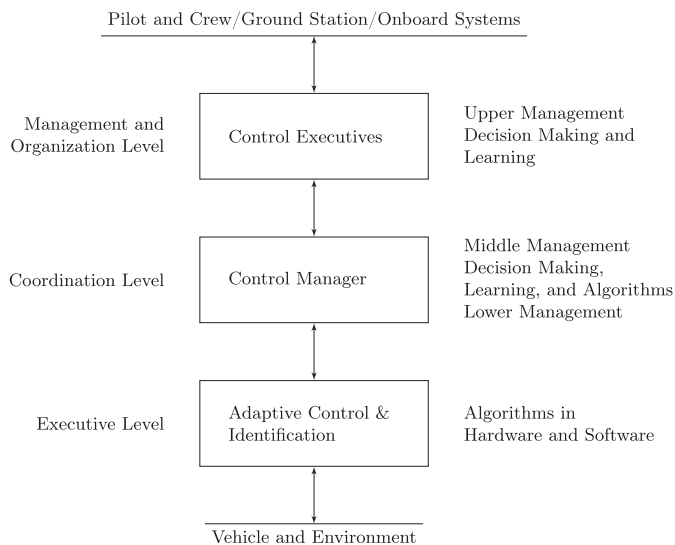 Pilot and Crew/Ground Station/Onboard Systems
Management and
Organization Level
Control Executives
Upper Management
Decision Making and
Learning
Coordination Level
Control Manager
Middle Management
Decision Making,
Learning, and Algorithms
Lower Management
Executive Level
Adaptive Control &
Identification
Algorithms in
Hardware and Software
Vehicle and Environment